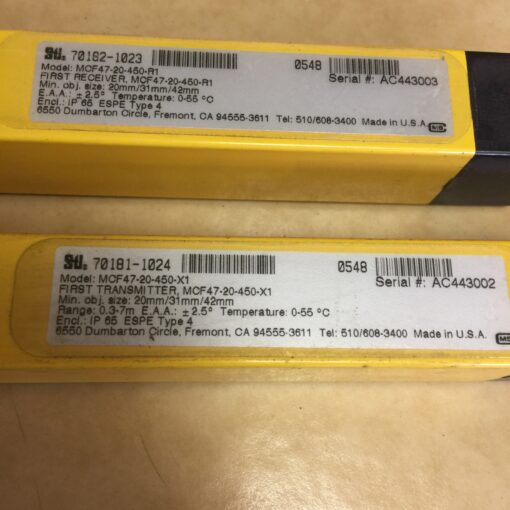 STI. 70182-1023 0548
Model: MCF47-20-450-R1 Serial #: AC443003
FIRST RECEIVER, MCF47-20-450-R1
Min. obj. size: 20mm/31mm/42mm
E.A.A.: ± 2.5° Temperature: 0-55 °C
Encl.: IP 65 ESPE Type 4
6550 Dumbarton Circle, Fremont, CA 94555-3611 Tel: 510/608-3400 Made in U.S.A.
STI. 70181-1024 0548
Model: MCF47-20-450-X1 Serial #: AC443002
FIRST TRANSMITTER, MCF47-20-450-X1
Min. obj. size: 20mm/31mm/42mm
Range: 0.3-7m E.A.A.: ± 2.5° Temperature: 0-55 °C
Encl.: IP 65 ESPE Type 4
6550 Dumbarton Circle, Fremont, CA 94555-3611 Tel: 510/608-3400 Made in U.S.A.